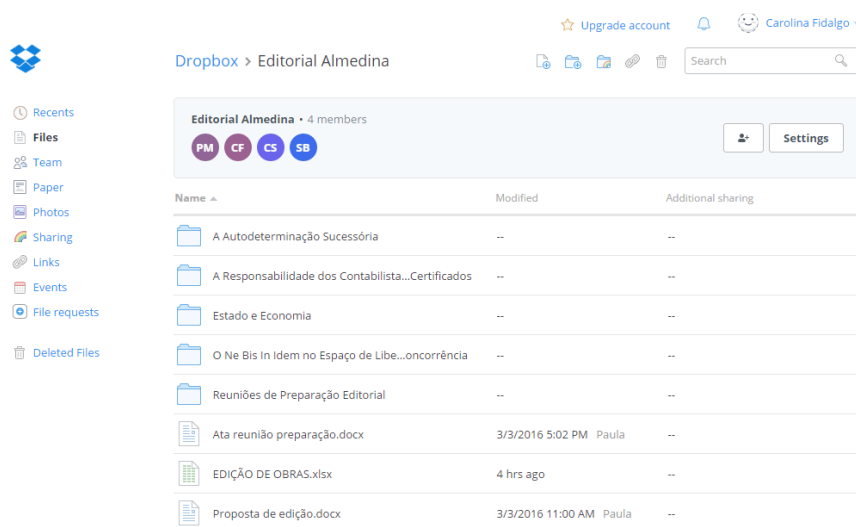 Upgrade account Carolina Fidalgo
Dropbox > Editorial Almedina
Search
Recents
Files
Team
Paper
Photos
Sharing
Links
Events
File requests
Deleted Files
Editorial Almedina • 4 members
PM CF CS SB
Settings
Name Modified Additional sharing
A Autodeterminação Sucessória -- --
A Responsabilidade dos Contabilista...Certificados -- --
Estado e Economia -- --
O Ne Bis In Idem no Espaço de Libe...oncorrência -- --
Reuniões de Preparação Editorial -- --
Ata reunião preparação.docx 3/3/2016 5:02 PM Paula --
EDIÇÃO DE OBRAS.xlsx 4 hrs ago --
Proposta de edição.docx 3/3/2016 11:00 AM Paula --